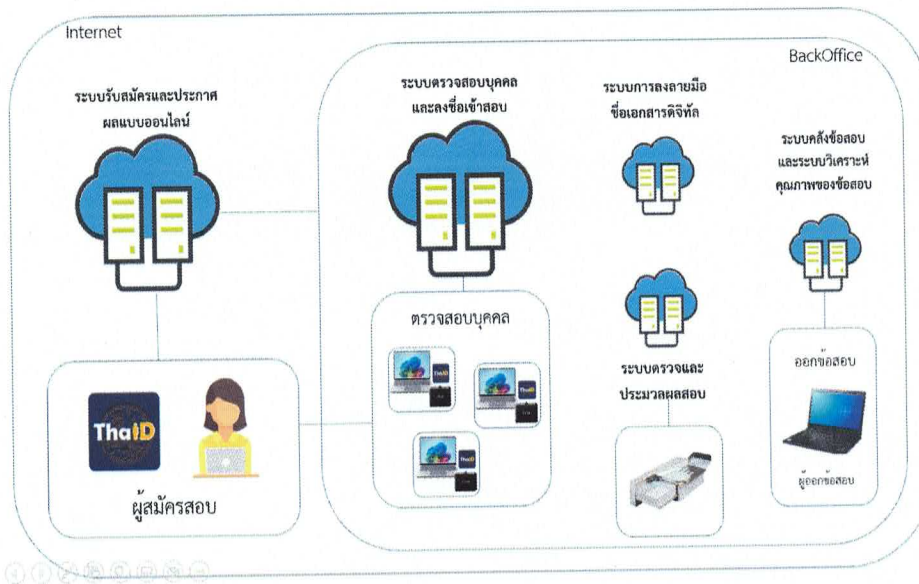 Internet
BackOffice
ระบบรับสมัครและประกาศ
ผลแบบออนไลน์
ระบบตรวจสอบบุคคล
และลงชื่อเข้าสอบ
ระบบการลงลายมือ
ชื่อเอกสารดิจิทัล
ระบบคลังข้อสอบ
และระบบวิเคราะห์
คุณภาพของข้อสอบ
ตรวจสอบบุคคล
ThaiD
ThaiD
ThaiD
ระบบตรวจและ
ประมวลผลสอบ
ออกข้อสอบ
ผู้ออกข้อสอบ
ThaiD
ผู้สมัครสอบ